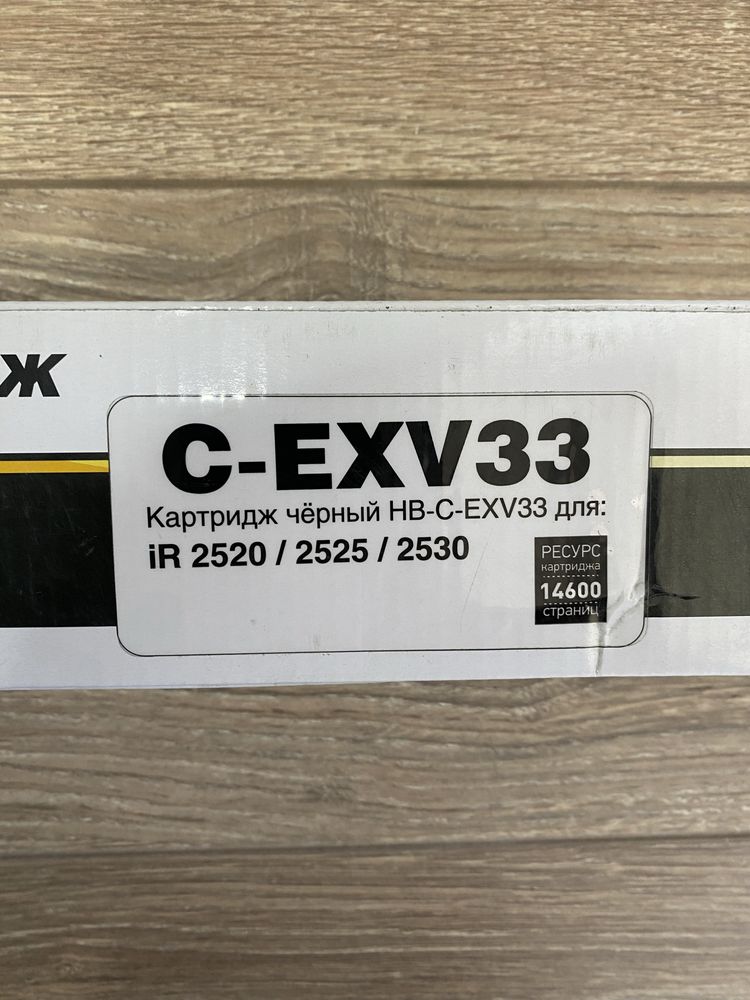 Ж
C-EXV33
Картридж чёрный HB-C-EXV33 для:
iR 2520 / 2525 / 2530
РЕСУРС
картриджа
14600
страниц